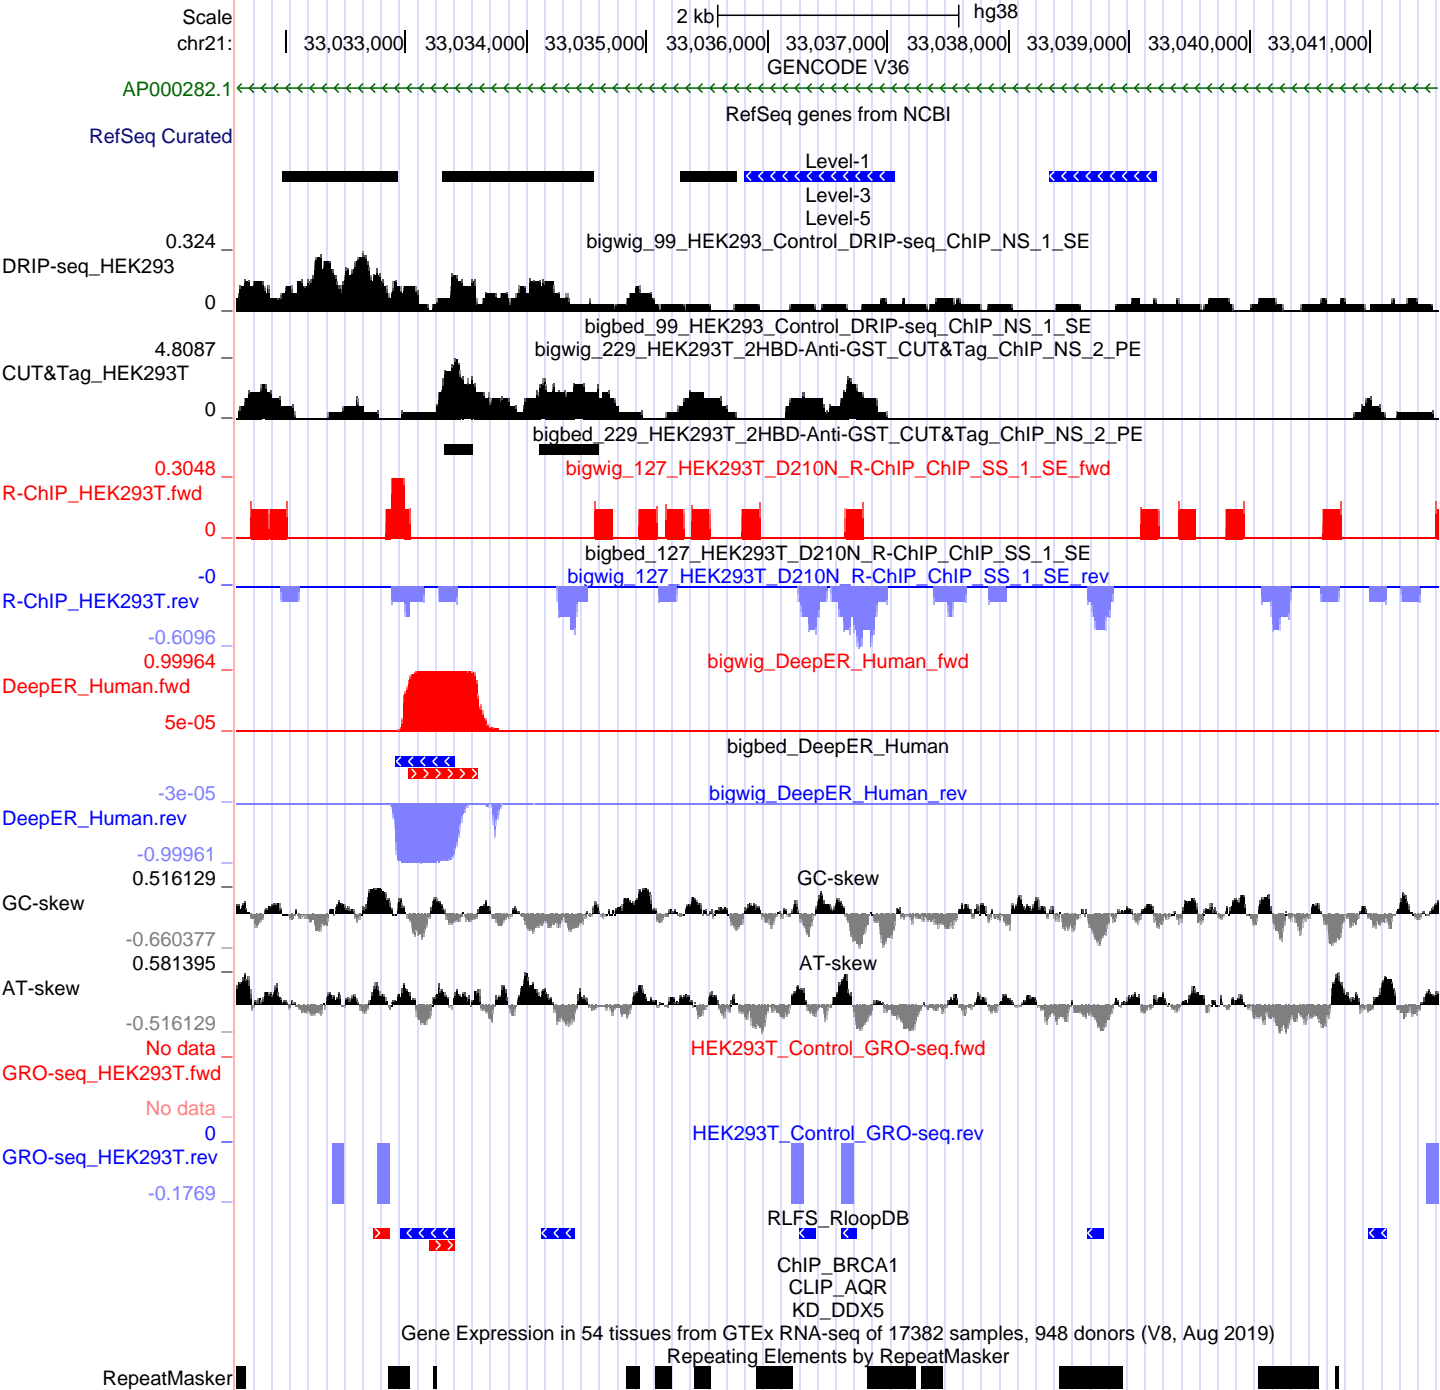 Scale 2 kb hg38
chr21: 33,033,000 33,034,000 33,035,000 33,036,000 33,037,000 33,038,000 33,039,000 33,040,000 33,041,000
GENCODE V36
AP000282.1
RefSeq genes from NCBI
RefSeq Curated
Level-1
Level-3
Level-5
0.324 bigwig_99_HEK293_Control_DRIP-seq_ChIP_NS_1_SE
DRIP-seq_HEK293
0
bigbed_99_HEK293_Control_DRIP-seq_ChIP_NS_1_SE
4.8087 bigwig_229_HEK293T_2HBD-Anti-GST_CUT&Tag_ChIP_NS_2_PE
CUT&Tag_HEK293T
0
bigbed_229_HEK293T_2HBD-Anti-GST_CUT&Tag_ChIP_NS_2_PE
0.3048 bigwig_127_HEK293T_D210N_R-ChIP_ChIP_SS_1_SE_fwd
R-ChIP_HEK293T.fwd
0
bigbed_127_HEK293T_D210N_R-ChIP_ChIP_SS_1_SE
-0 bigwig_127_HEK293T_D210N_R-ChIP_ChIP_SS_1_SE_rev
R-ChIP_HEK293T.rev
-0.6096
0.99964 bigwig_DeepER_Human_fwd
DeepER_Human.fwd
5e-05
bigbed_DeepER_Human
-3e-05 bigwig_DeepER_Human_rev
DeepER_Human.rev
-0.99961
0.516129 GC-skew
GC-skew
-0.660377
0.581395 AT-skew
AT-skew
-0.516129
No data HEK293T_Control_GRO-seq.fwd
GRO-seq_HEK293T.fwd
No data
0 HEK293T_Control_GRO-seq.rev
GRO-seq_HEK293T.rev
-0.1769
RLFS_RloopDB
ChIP_BRCA1
CLIP_AQR
KD_DDX5
Gene Expression in 54 tissues from GTEx RNA-seq of 17382 samples, 948 donors (V8, Aug 2019)
Repeating Elements by RepeatMasker
RepeatMasker